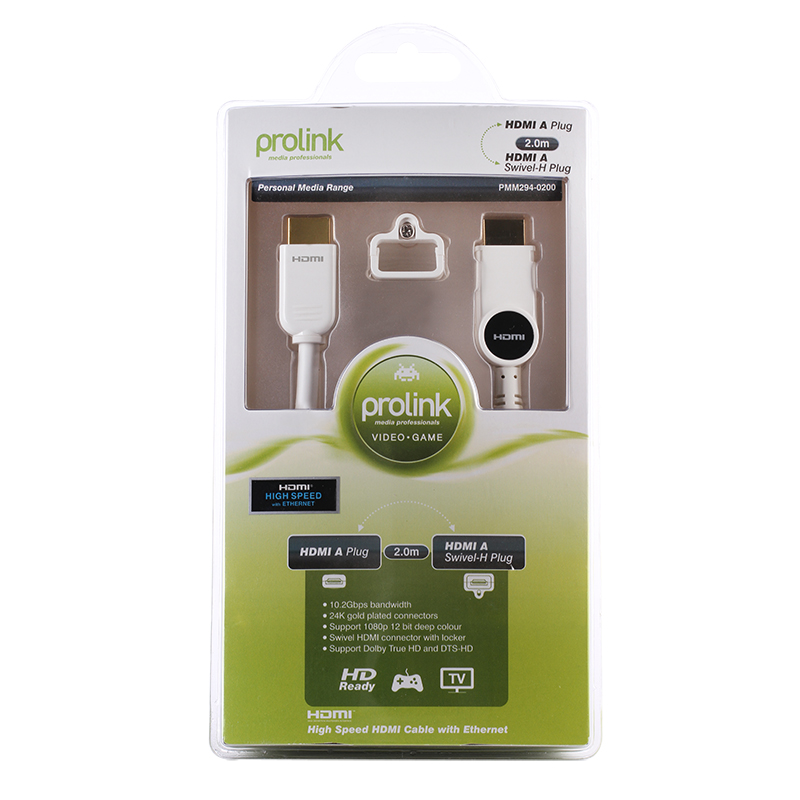 prolink
media professionals
HDMI A Plug
2.0m
HDMI A
Swivel-H Plug
Personal Media Range
PMM294-0200
HDMI
HDMI
prolink
media professionals
VIDEO • GAME
HDMI
HIGH SPEED
with ETHERNET
HDMI A Plug
2.0m
HDMI A
Swivel-H Plug
• 10.2Gbps bandwidth
• 24K gold plated connectors
• Support 1080p 12 bit deep colour
• Swivel HDMI connector with locker
• Support Dolby True HD and DTS-HD
HD
Ready
TV
HDMI
High Speed HDMI Cable with Ethernet